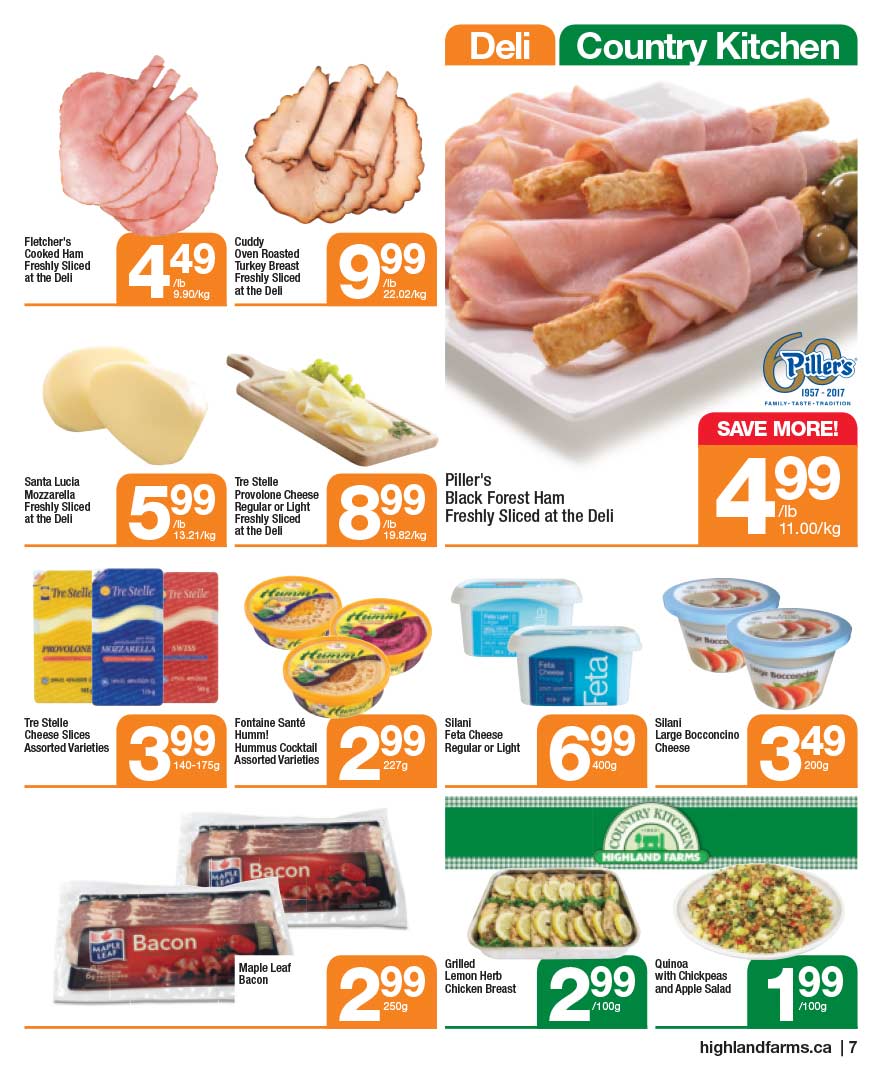 Deli
Country Kitchen
Fletcher's
Cooked Ham
Freshly Sliced
at the Deli
4.49
/lb
9.90/kg
Cuddy
Oven Roasted
Turkey Breast
Freshly Sliced
at the Deli
9.99
/lb
22.02/kg
60
Piller's
1957 - 2017
FAMILY • TASTE • TRADITION
SAVE MORE!
Piller's
Black Forest Ham
Freshly Sliced at the Deli
4.99
/lb
11.00/kg
Santa Lucia
Mozzarella
Freshly Sliced
at the Deli
5.99
/lb
13.21/kg
Tre Stelle
Provolone Cheese
Regular or Light
Freshly Sliced
at the Deli
8.99
/lb
19.82/kg
Tre Stelle
PROVOLONE
Tre Stelle
MOZZARELLA
Tre Stelle
SWISS
Tre Stelle
Cheese Slices
Assorted Varieties
3.99
140-175g
Humm!
Humm!
Humm!
Fontaine Santé
Humm!
Hummus Cocktail
Assorted Varieties
2.99
227g
Feta Light
Feta
Cheese
Feta
Silani
Feta Cheese
Regular or Light
6.99
400g
Large Bocconcino
Large Bocconcino
Silani
Large Bocconcino
Cheese
3.49
200g
MAPLE
LEAF
Bacon
MAPLE
LEAF
Bacon
Maple Leaf
Bacon
2.99
250g
COUNTRY KITCHEN
HIGHLAND FARMS
Grilled
Lemon Herb
Chicken Breast
2.99
/100g
Quinoa
with Chickpeas
and Apple Salad
1.99
/100g
highlandfarms.ca | 7